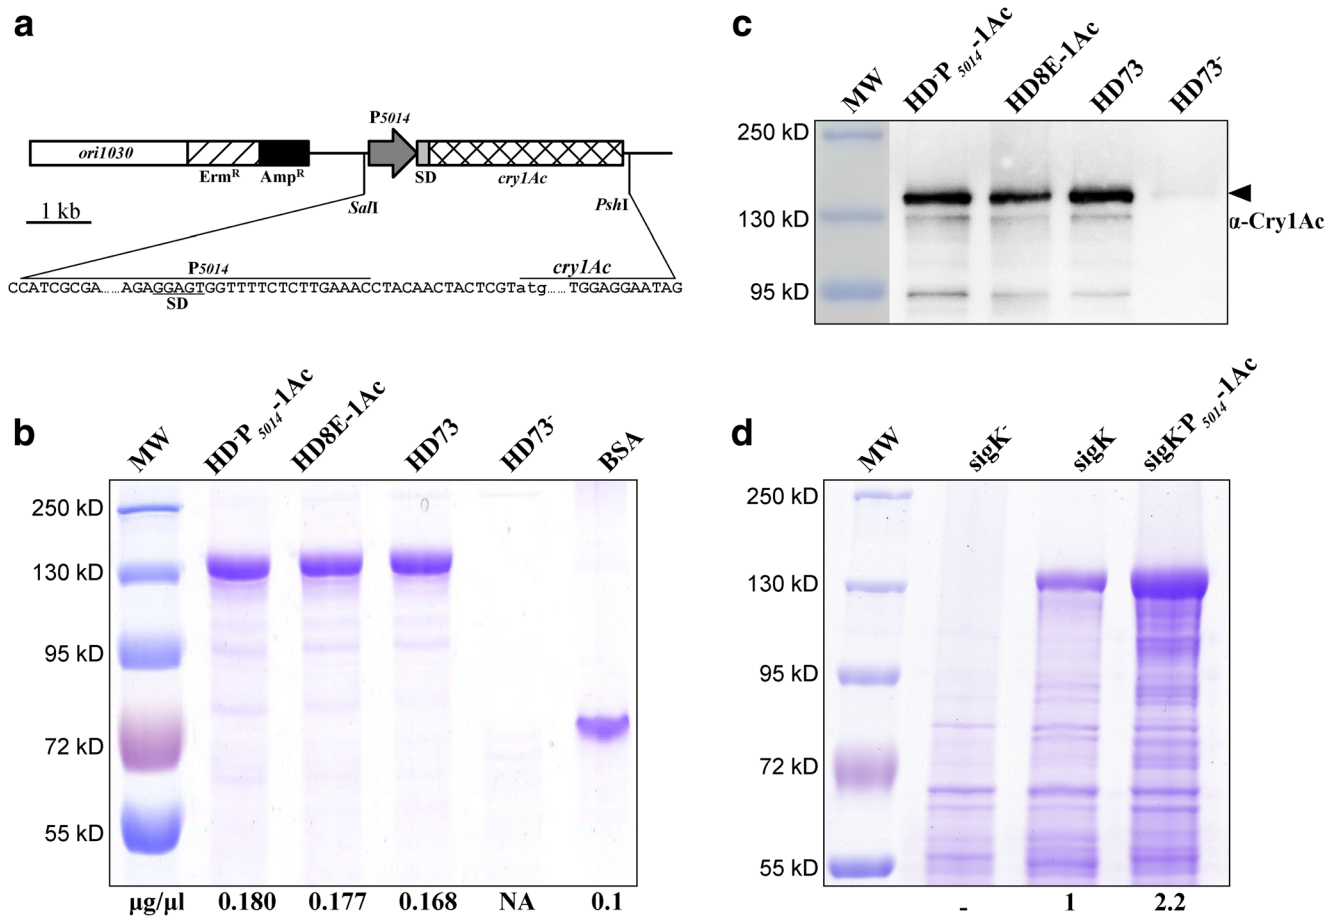 a
P5014
ori1030
Erm^R Amp^R SD cry1Ac
1 kb
SalI PshI
P5014 cry1Ac
CCATCGCGA……AGAGGAGTGGTTTTCTCTTGAAACCTACAACTACTCGTatg……TGGAGGAATAG
SD
b
MW HD⁻P5014-1Ac HD8E-1Ac HD73 HD73⁻ BSA
250 kD
130 kD
95 kD
72 kD
55 kD
µg/µl 0.180 0.177 0.168 NA 0.1
c
MW HD⁻P5014-1Ac HD8E-1Ac HD73 HD73⁻
250 kD
130 kD
α-Cry1Ac
95 kD
d
MW sigK⁻ sigK sigK⁻P5014-1Ac
250 kD
130 kD
95 kD
72 kD
55 kD
- 1 2.2